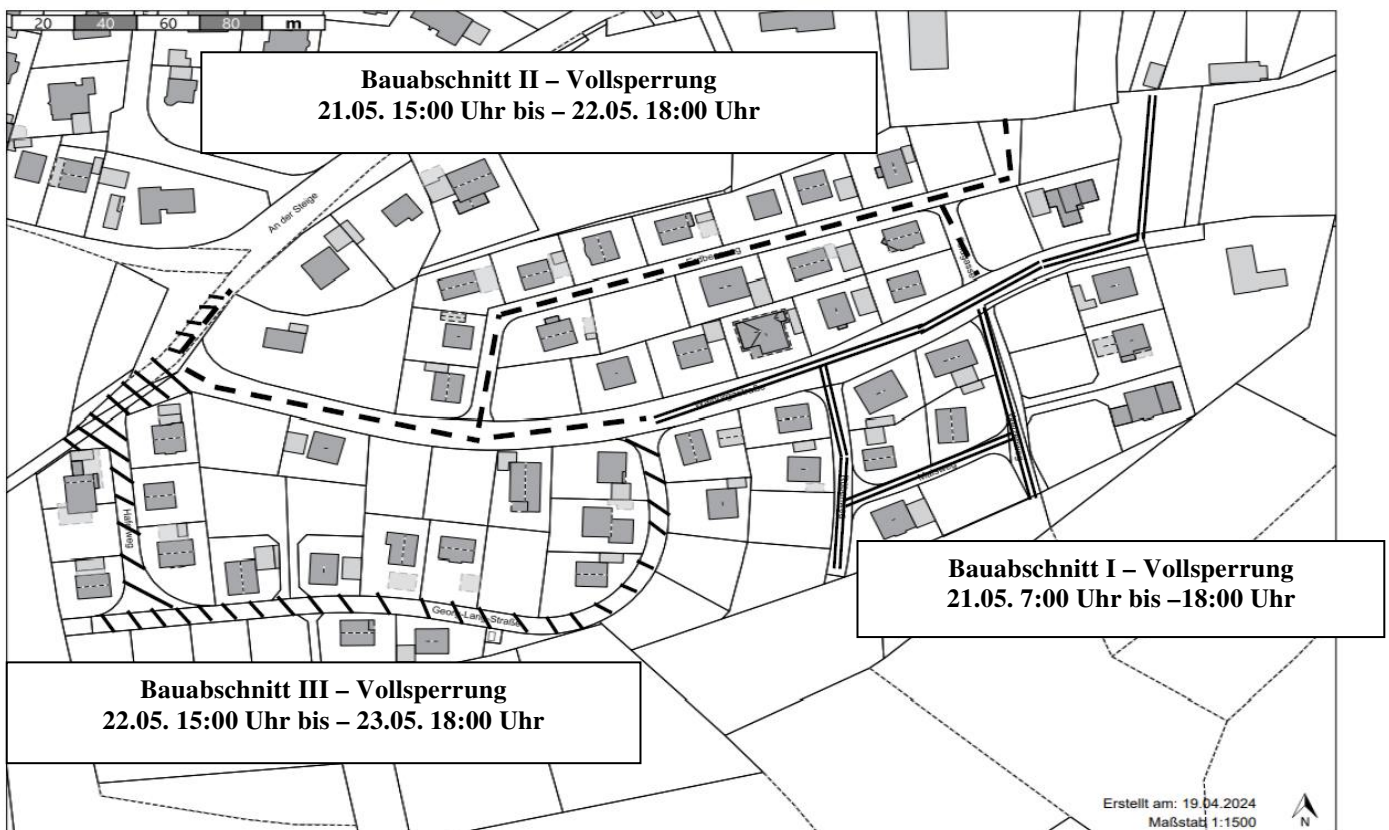 20 40 60 80 m
Bauabschnitt II – Vollsperrung
21.05. 15:00 Uhr bis – 22.05. 18:00 Uhr
An der Steige
Maßweg
Georg-Lang-Straße
Bauabschnitt I – Vollsperrung
21.05. 7:00 Uhr bis –18:00 Uhr
Bauabschnitt III – Vollsperrung
22.05. 15:00 Uhr bis – 23.05. 18:00 Uhr
Erstellt am: 19.04.2024
Maßstab 1:1500
N